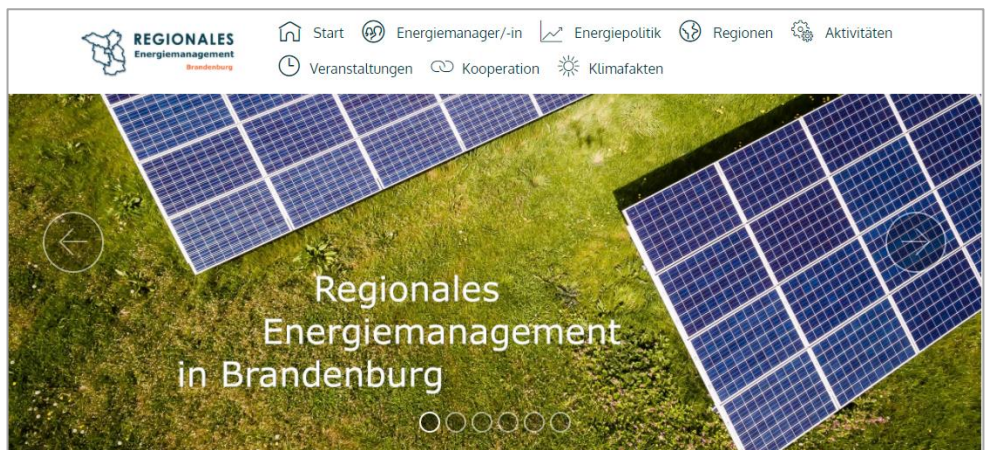 REGIONALES
Energiemanagement
Brandenburg
Start Energiemanager/-in Energiepolitik Regionen Aktivitäten
Veranstaltungen Kooperation Klimafakten
Regionales
Energiemanagement
in Brandenburg